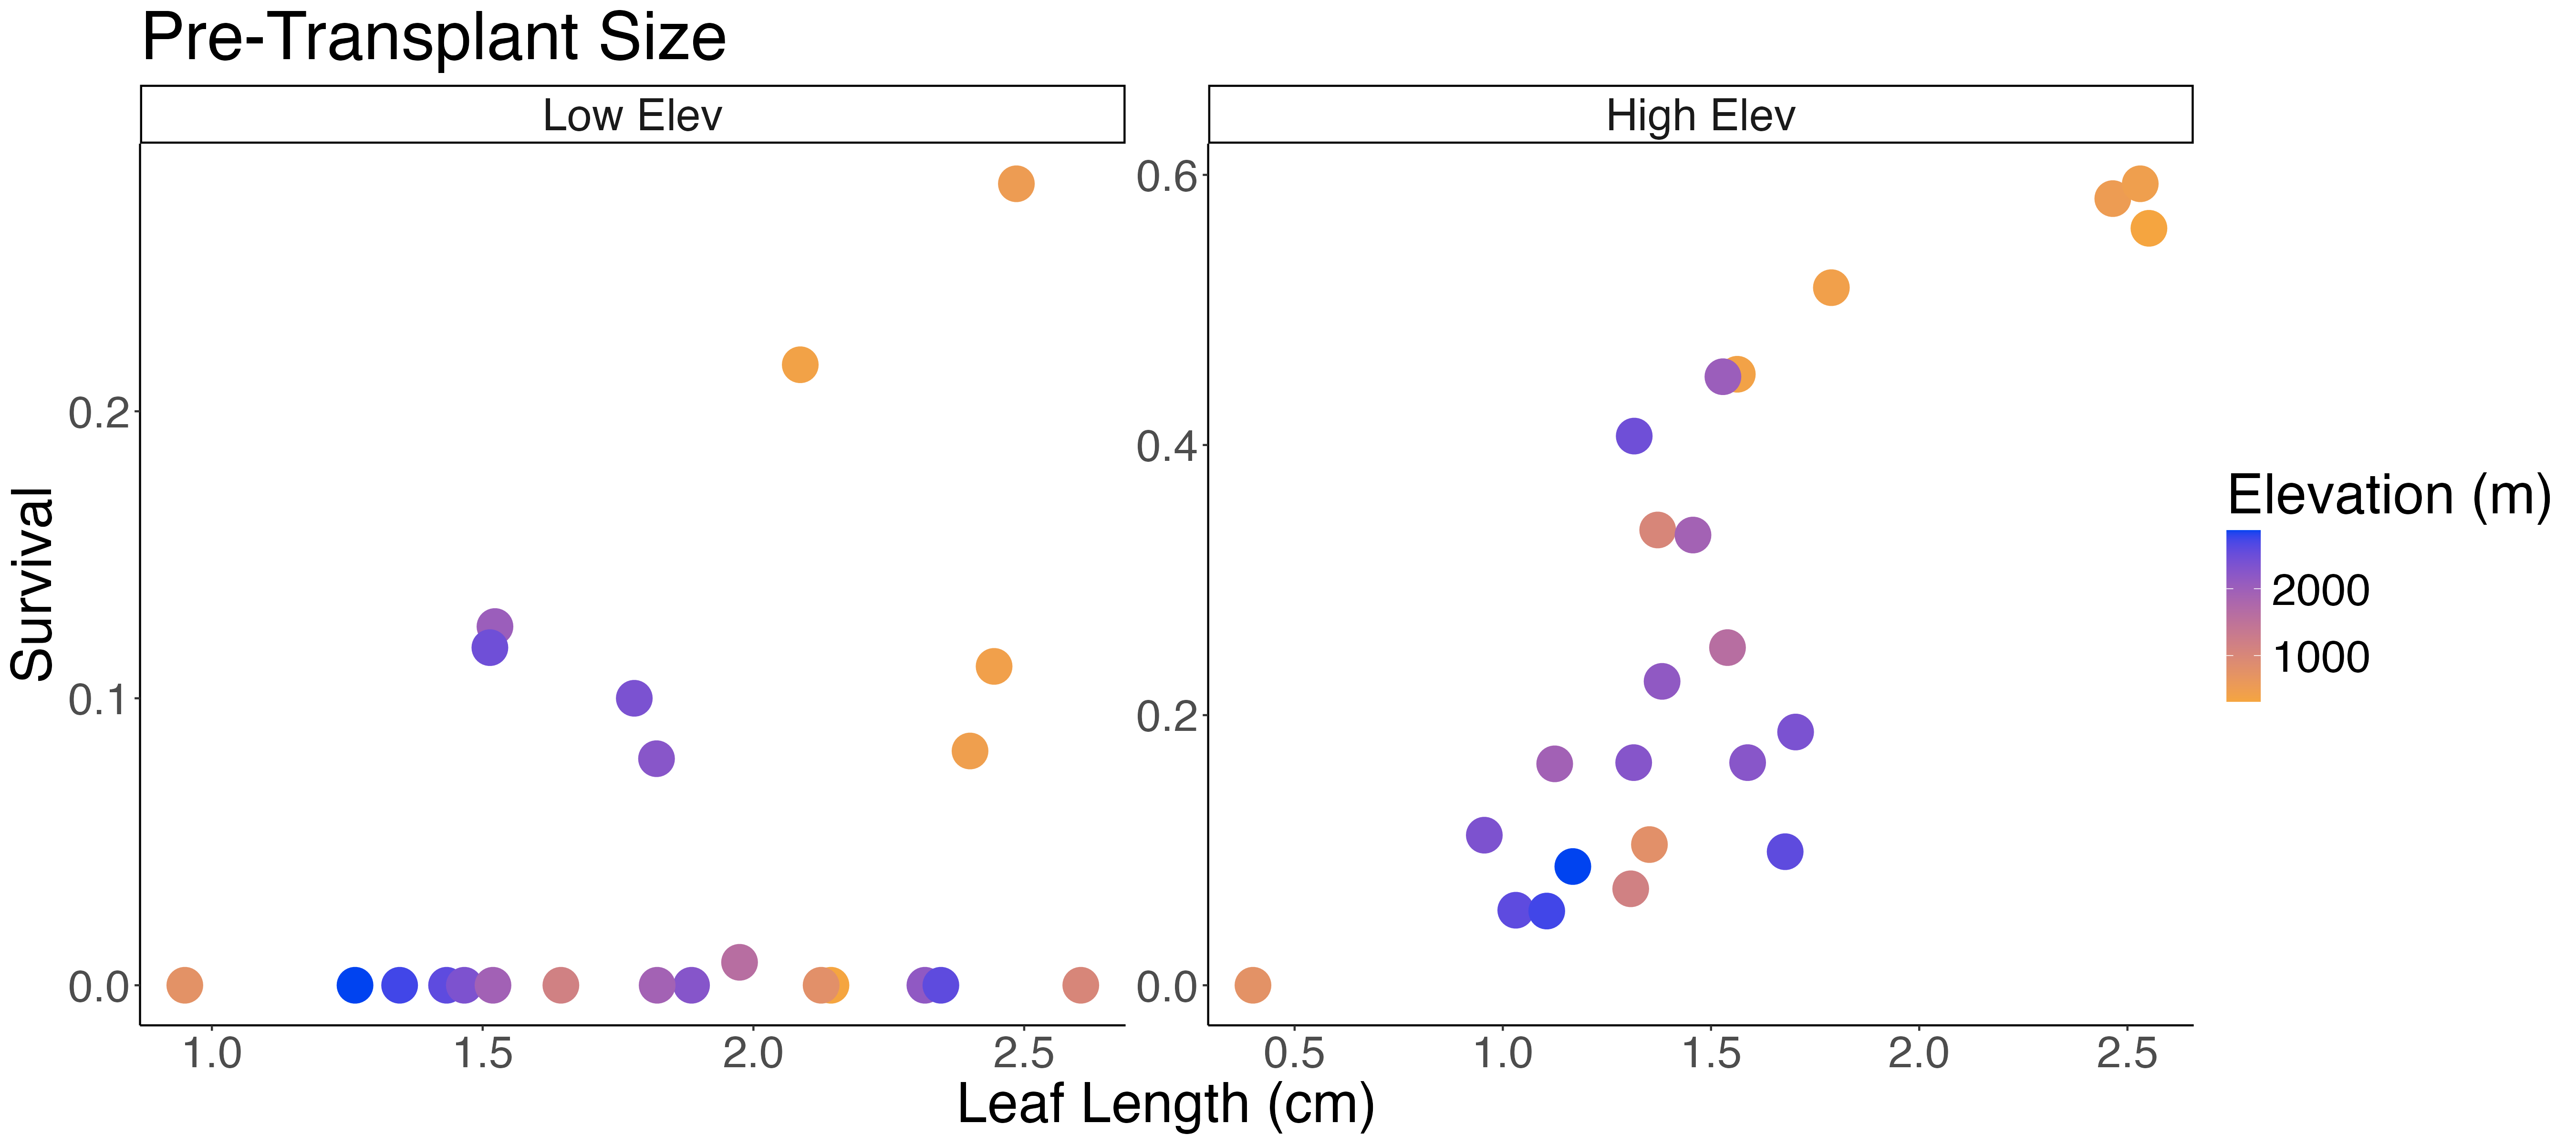 Pre-Transplant Size
Low Elev
High Elev
Survival
0.2
0.1
0.0
0.6
0.4
0.2
0.0
1.0 1.5 2.0 2.5
0.5 1.0 1.5 2.0 2.5
Leaf Length (cm)
Elevation (m)
2000
1000